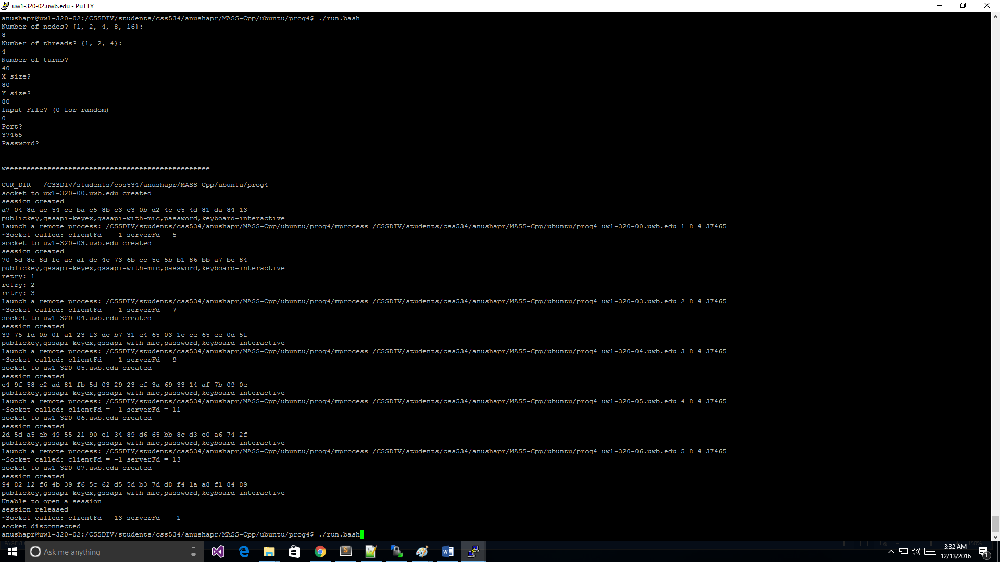 uw1-320-02.uwb.edu - PuTTY
anushapr@uw1-320-02:/CSSDIV/students/css534/anushapr/MASS-Cpp/ubuntu/prog4$ ./run.bash
Number of nodes? {1, 2, 4, 8, 16}:
8
Number of threads? {1, 2, 4}:
4
Number of turns?
40
X size?
80
Y size?
80
Input File? (0 for random)
0
Port?
37465
Password?
weeeeeeeeeeeeeeeeeeeeeeeeeeeeeeeeeeeeeeeeeeeeeeeee
CUR_DIR = /CSSDIV/students/css534/anushapr/MASS-Cpp/ubuntu/prog4
socket to uw1-320-00.uwb.edu created
session created
a7 04 8d ac 54 ce ba c5 8b c3 c3 0b d2 4c c5 4d 81 da 84 13
publickey,gssapi-keyex,gssapi-with-mic,password,keyboard-interactive
launch a remote process: /CSSDIV/students/css534/anushapr/MASS-Cpp/ubuntu/prog4/mprocess /CSSDIV/students/css534/anushapr/MASS-Cpp/ubuntu/prog4 uw1-320-00.uwb.edu 1 8 4 37465
~Socket called: clientFd = -1 serverFd = 5
socket to uw1-320-03.uwb.edu created
session created
70 5d 8e 8d fe ac af dc 4c 73 6b cc 5e 5b b1 86 bb a7 be 84
publickey,gssapi-keyex,gssapi-with-mic,password,keyboard-interactive
retry: 1
retry: 2
retry: 3
launch a remote process: /CSSDIV/students/css534/anushapr/MASS-Cpp/ubuntu/prog4/mprocess /CSSDIV/students/css534/anushapr/MASS-Cpp/ubuntu/prog4 uw1-320-03.uwb.edu 2 8 4 37465
~Socket called: clientFd = -1 serverFd = 7
socket to uw1-320-04.uwb.edu created
session created
39 75 fd 0b 0f a1 23 f3 dc b7 31 e4 65 03 1c ce 65 ee 0d 5f
publickey,gssapi-keyex,gssapi-with-mic,password,keyboard-interactive
launch a remote process: /CSSDIV/students/css534/anushapr/MASS-Cpp/ubuntu/prog4/mprocess /CSSDIV/students/css534/anushapr/MASS-Cpp/ubuntu/prog4 uw1-320-04.uwb.edu 3 8 4 37465
~Socket called: clientFd = -1 serverFd = 9
socket to uw1-320-05.uwb.edu created
session created
e4 9f 58 c2 ad 81 fb 5d 03 29 23 ef 3a 69 33 14 af 7b 09 0e
publickey,gssapi-keyex,gssapi-with-mic,password,keyboard-interactive
launch a remote process: /CSSDIV/students/css534/anushapr/MASS-Cpp/ubuntu/prog4/mprocess /CSSDIV/students/css534/anushapr/MASS-Cpp/ubuntu/prog4 uw1-320-05.uwb.edu 4 8 4 37465
~Socket called: clientFd = -1 serverFd = 11
socket to uw1-320-06.uwb.edu created
session created
2d 5d a5 eb 49 55 21 90 e1 34 89 d6 65 bb 8c d3 e0 a6 74 2f
publickey,gssapi-keyex,gssapi-with-mic,password,keyboard-interactive
launch a remote process: /CSSDIV/students/css534/anushapr/MASS-Cpp/ubuntu/prog4/mprocess /CSSDIV/students/css534/anushapr/MASS-Cpp/ubuntu/prog4 uw1-320-06.uwb.edu 5 8 4 37465
~Socket called: clientFd = -1 serverFd = 13
socket to uw1-320-07.uwb.edu created
session created
94 82 12 f6 4b 39 f6 5c 62 d5 5d b3 7d d8 f4 1a a8 f1 84 89
publickey,gssapi-keyex,gssapi-with-mic,password,keyboard-interactive
Unable to open a session
session released
~Socket called: clientFd = 13 serverFd = -1
socket disconnected
anushapr@uw1-320-02:/CSSDIV/students/css534/anushapr/MASS-Cpp/ubuntu/prog4$ ./run.bash
Ask me anything
150%
3:32 AM
12/13/2016
1